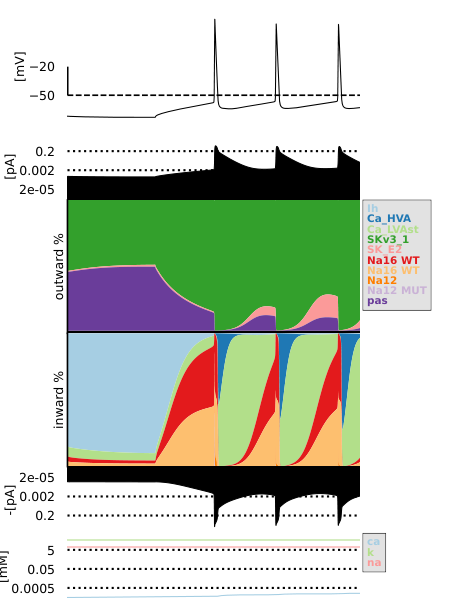 [mV]
−20
−50
[pA]
0.2
0.002
2e-05
outward %
Ih
Ca_HVA
Ca_LVAst
SKv3_1
SK_E2
Na16 WT
Na16 WT
Na12
Na12 MUT
pas
inward %
-[pA]
2e-05
0.002
0.2
[mM]
5
0.05
0.0005
ca
k
na